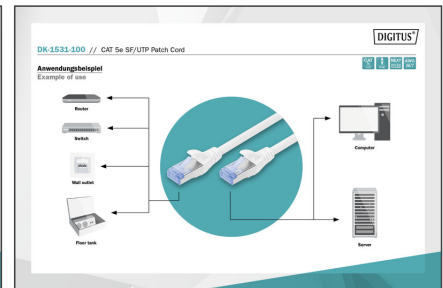 DIGITUS®
DK-1531-100 // CAT 5e SF/UTP Patch Cord
Anwendungsbeispiel
Example of use
Router
Switch
Wall outlet
Floor tank
Computer
Server